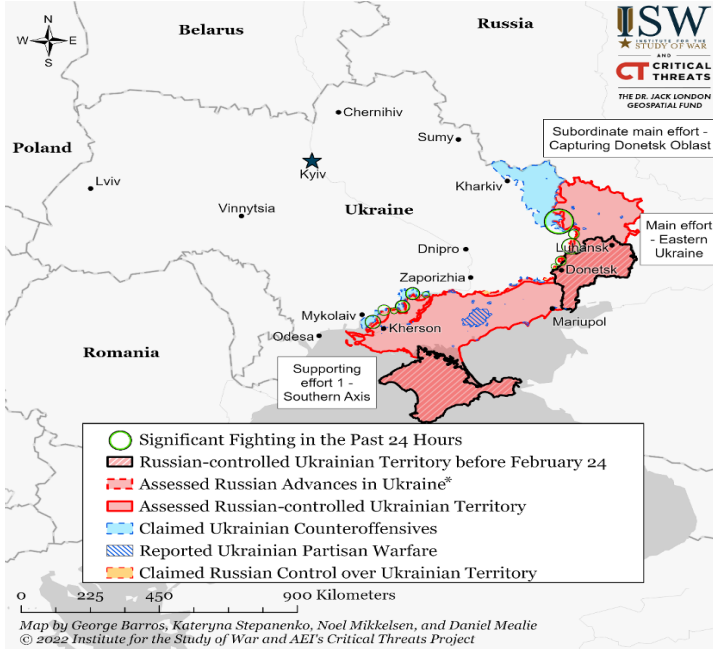 N
W E
S
Belarus
Russia
ISW
INSTITUTE FOR THE
STUDY OF WAR
AND
CT CRITICAL
THREATS
THE DR. JACK LONDON
GEOSPATIAL FUND
Chernihiv
Subordinate main effort -
Capturing Donetsk Oblast
Sumy
Poland
Kyiv
Lviv
Kharkiv
Vinnytsia
Ukraine
Main effort
- Eastern
Ukraine
Dnipro
Luhansk
Donetsk
Zaporizhia
Mykolaiv
Mariupol
Kherson
Odesa
Romania
Supporting
effort 1 -
Southern Axis
Significant Fighting in the Past 24 Hours
Russian-controlled Ukrainian Territory before February 24
Assessed Russian Advances in Ukraine*
Assessed Russian-controlled Ukrainian Territory
Claimed Ukrainian Counteroffensives
Reported Ukrainian Partisan Warfare
Claimed Russian Control over Ukrainian Territory
0 225 450 900 Kilometers
Map by George Barros, Kateryna Stepanenko, Noel Mikkelsen, and Daniel Mealie
© 2022 Institute for the Study of War and AEI's Critical Threats Project